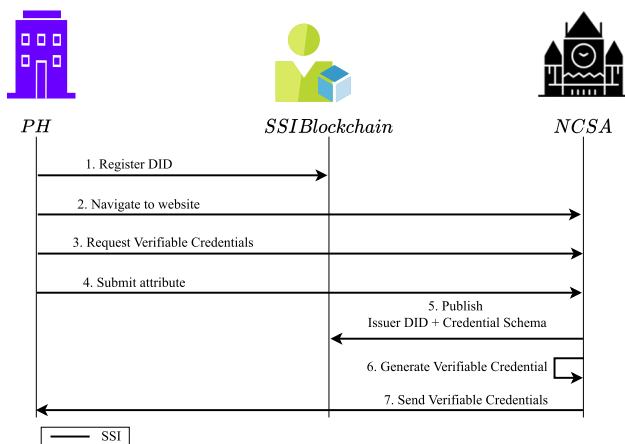 PH
SSIBlockchain
NCSA
1. Register DID
2. Navigate to website
3. Request Verifiable Credentials
4. Submit attribute
5. Publish
Issuer DID + Credential Schema
6. Generate Verifiable Credential
7. Send Verifiable Credentials
SSI